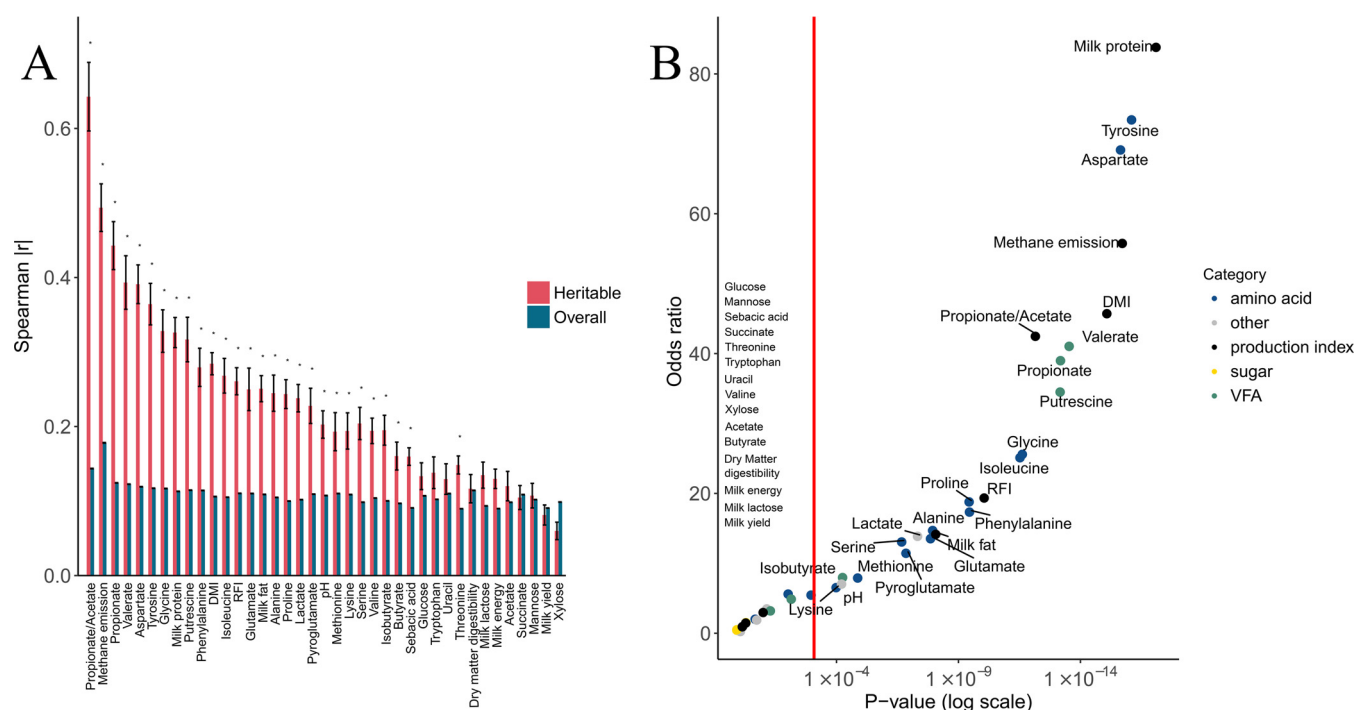 A
Spearman |r|
0.6
0.4
0.2
0.0
Heritable
Overall
Propionate/Acetate
Methane emission
Propionate
Valerate
Aspartate
Tyrosine
Glycine
Milk protein
Putrescine
Phenylalanine
DMI
Isoleucine
RFI
Glutamate
Milk fat
Alanine
Proline
Lactate
Pyroglutamate
pH
Methionine
Lysine
Serine
Valine
Isobutyrate
Butyrate
Sebacic acid
Glucose
Tryptophan
Uracil
Threonine
Dry matter digestibility
Milk lactose
Milk energy
Acetate
Succinate
Mannose
Milk yield
Xylose
B
Odds ratio
80
60
40
20
0
Milk protein
Tyrosine
Aspartate
Methane emission
DMI
Propionate/Acetate
Valerate
Propionate
Putrescine
Glycine
Isoleucine
RFI
Proline
Phenylalanine
Alanine
Lactate
Milk fat
Serine
Glutamate
Methionine
Isobutyrate
Pyroglutamate
Lysine
pH
Glucose
Mannose
Sebacic acid
Succinate
Threonine
Tryptophan
Uracil
Valine
Xylose
Acetate
Butyrate
Dry Matter
digestibility
Milk energy
Milk lactose
Milk yield
1×10⁻⁴
1×10⁻⁹
1×10⁻¹⁴
P−value (log scale)
Category
amino acid
other
production index
sugar
VFA